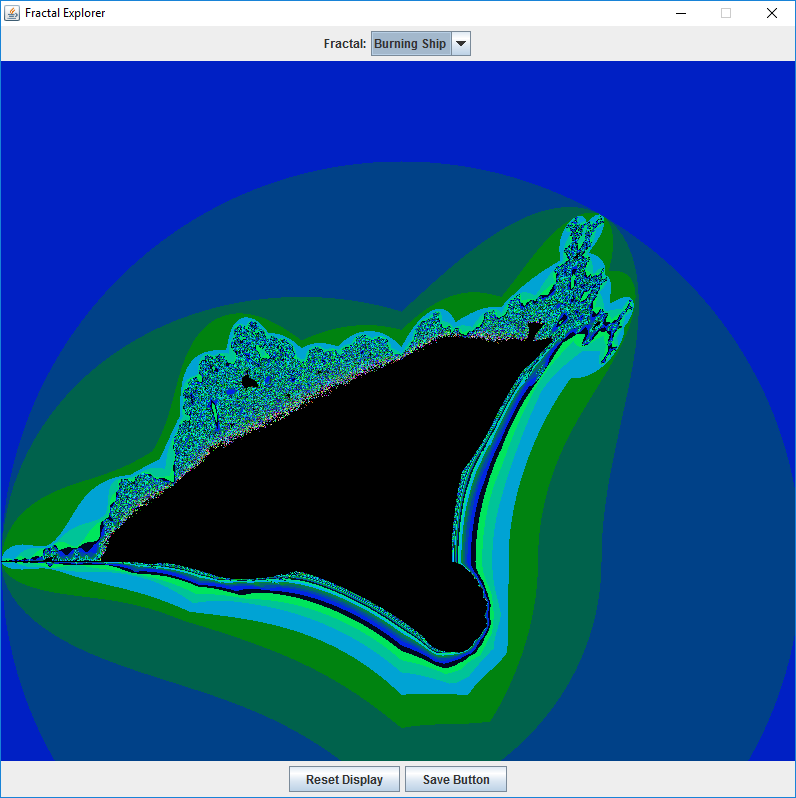 Fractal Explorer
Fractal: Burning Ship
Reset Display Save Button